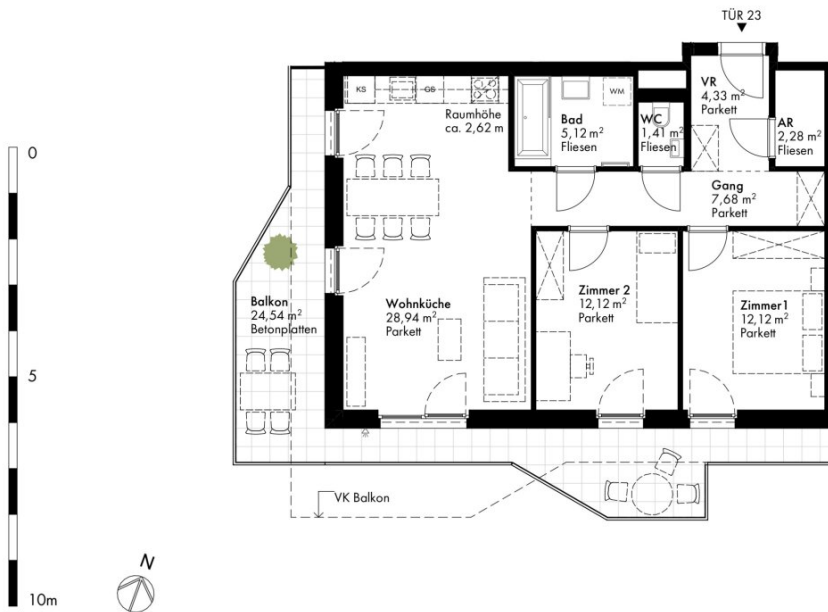 TÜR 23
VR
4,33 m²
Parkett
KS
GS
Raumhöhe
ca. 2,62 m
WM
Bad
5,12 m²
Fliesen
WC
1,41 m²
Fliesen
AR
2,28 m²
Fliesen
Gang
7,68 m²
Parkett
0
Balkon
24,54 m²
Betonplatten
Wohnküche
28,94 m²
Parkett
Zimmer 2
12,12 m²
Parkett
Zimmer1
12,12 m²
Parkett
5
VK Balkon
N
10m